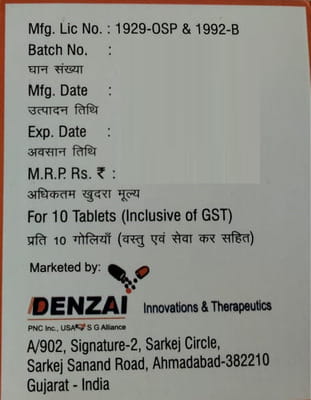 Mfg. Lic No. : 1929-OSP & 1992-B
Batch No. :
घान संख्या
Mfg. Date :
उत्पादन तिथि
Exp. Date :
अवसान तिथि
M.R.P. Rs. ₹ :
अधिकतम खुदरा मूल्य
For 10 Tablets (Inclusive of GST)
प्रति 10 गोलियाँ (वस्तु एवं सेवा कर सहित)
Marketed by:
DENZAI Innovations & Therapeutics
PNC Inc., USA S G Alliance
A/902, Signature-2, Sarkej Circle,
Sarkej Sanand Road, Ahmadabad-382210
Gujarat - India